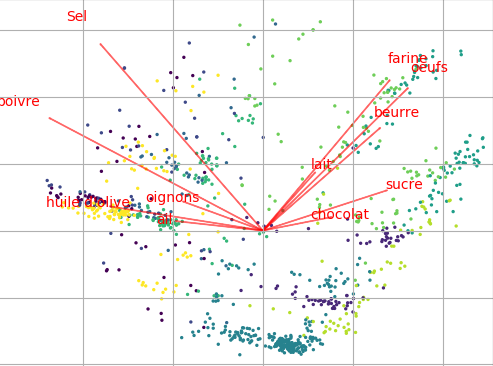 Sel
farine
oeufs
poivre
beurre
lait
sucre
oignons
huile d'olive
chocolat
ail